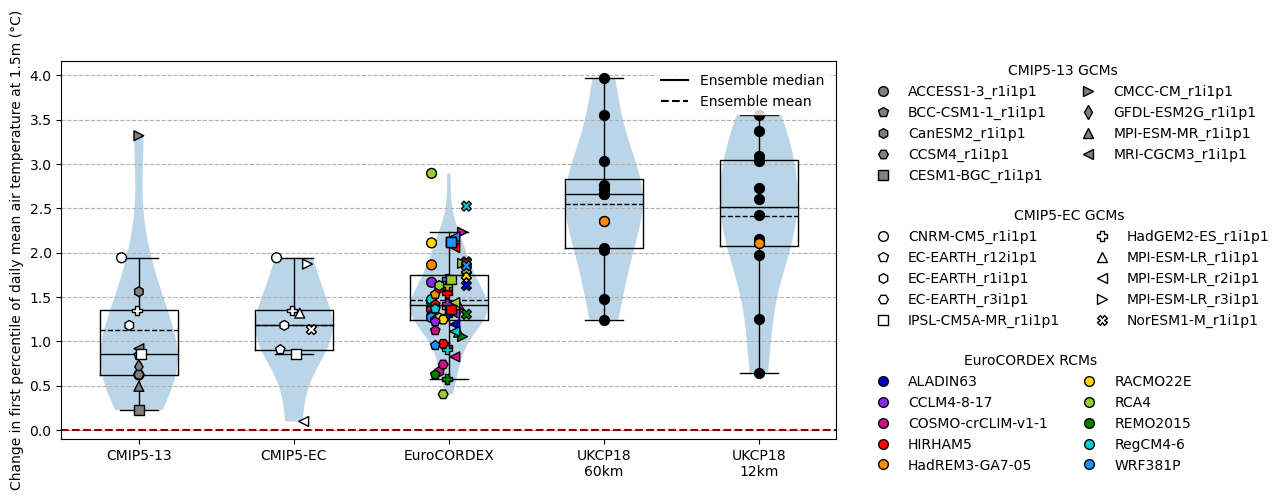 Change in first percentile of daily mean air temperature at 1.5m (°C)
4.0
3.5
3.0
2.5
2.0
1.5
1.0
0.5
0.0
Ensemble median
Ensemble mean
CMIP5-13
CMIP5-EC
EuroCORDEX
UKCP18
60km
UKCP18
12km
CMIP5-13 GCMs
ACCESS1-3_r1i1p1
BCC-CSM1-1_r1i1p1
CanESM2_r1i1p1
CCSM4_r1i1p1
CESM1-BGC_r1i1p1
CMCC-CM_r1i1p1
GFDL-ESM2G_r1i1p1
MPI-ESM-MR_r1i1p1
MRI-CGCM3_r1i1p1
CMIP5-EC GCMs
CNRM-CM5_r1i1p1
EC-EARTH_r12i1p1
EC-EARTH_r1i1p1
EC-EARTH_r3i1p1
IPSL-CM5A-MR_r1i1p1
HadGEM2-ES_r1i1p1
MPI-ESM-LR_r1i1p1
MPI-ESM-LR_r2i1p1
MPI-ESM-LR_r3i1p1
NorESM1-M_r1i1p1
EuroCORDEX RCMs
ALADIN63
CCLM4-8-17
COSMO-crCLIM-v1-1
HIRHAM5
HadREM3-GA7-05
RACMO22E
RCA4
REMO2015
RegCM4-6
WRF381P